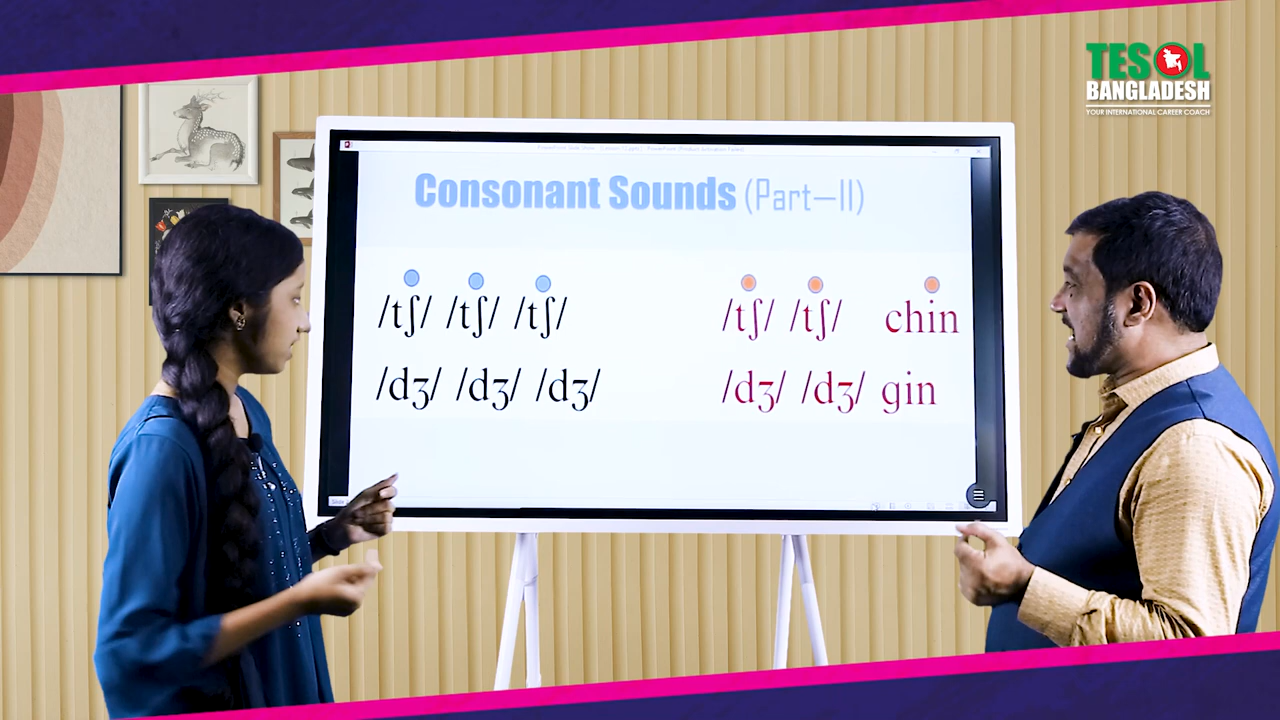 TESOL
BANGLADESH
YOUR INTERNATIONAL CAREER COACH
Consonant Sounds (Part–II)
/tʃ/ /tʃ/ /tʃ/ /tʃ/ /tʃ/ chin
/dʒ/ /dʒ/ /dʒ/ /dʒ/ /dʒ/ gin